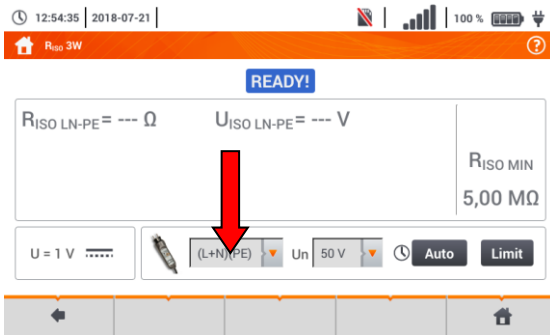 12:54:35 2018-07-21 100 %
RISO 3W ?
READY!
RISO LN-PE= --- Ω UISO LN-PE= --- V
RISO MIN
5,00 MΩ
U = 1 V (L+N)(PE) Un 50 V Auto Limit